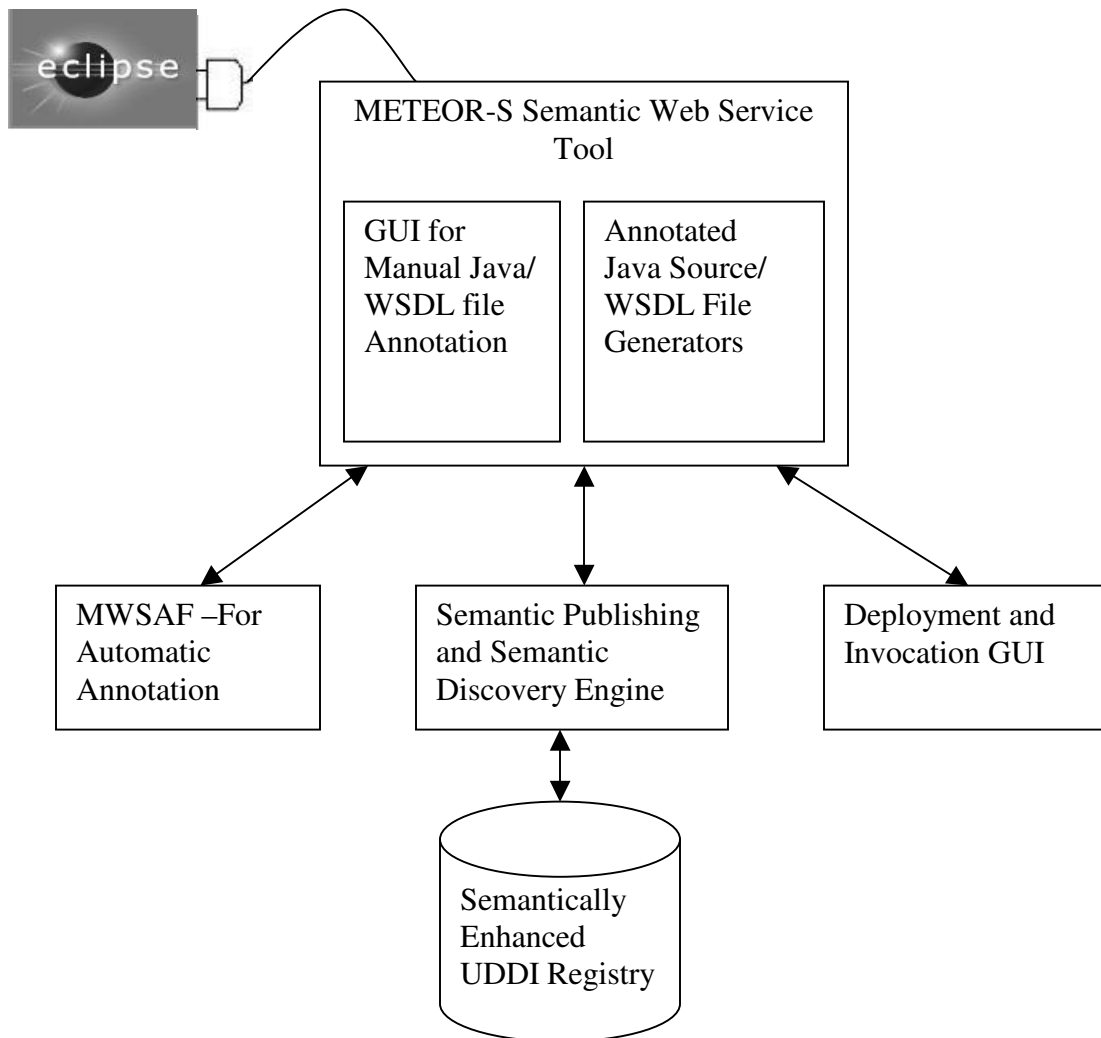 eclipse
METEOR-S Semantic Web Service
Tool
GUI for
Manual Java/
WSDL file
Annotation
Annotated
Java Source/
WSDL File
Generators
MWSAF –For
Automatic
Annotation
Semantic Publishing
and Semantic
Discovery Engine
Deployment and
Invocation GUI
Semantically
Enhanced
UDDI Registry